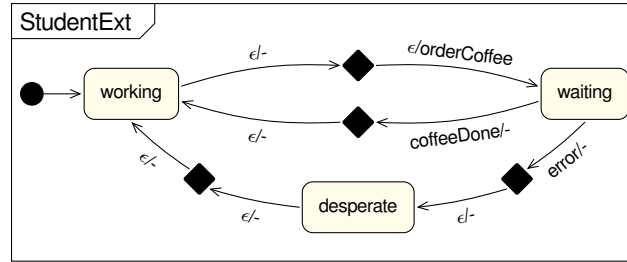 StudentExt
ϵ/-
ϵ/orderCoffee
working
waiting
ϵ/-
coffeeDone/-
ϵ/-
error/-
desperate
ϵ/-
ϵ/-